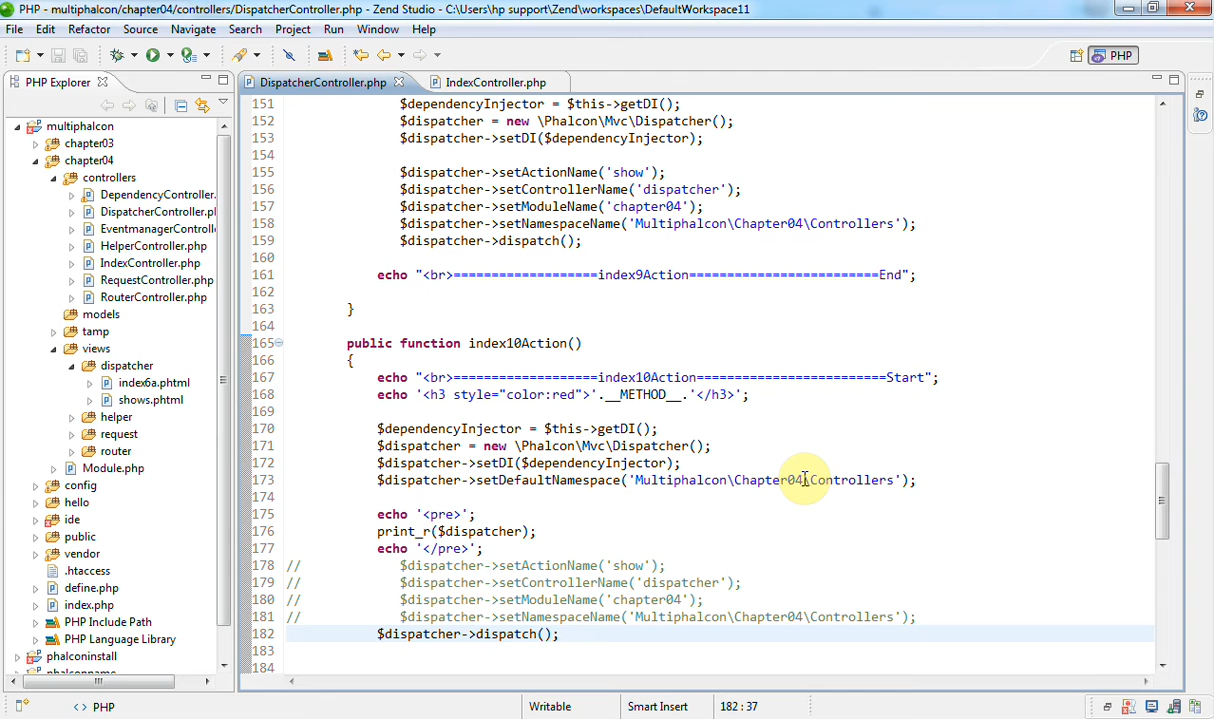 PHP - multiphalcon/chapter04/controllers/DispatcherController.php - Zend Studio - C:\Users\hp support\Zend\workspaces\DefaultWorkspace11
File Edit Refactor Source Navigate Search Project Run Window Help
PHP
PHP Explorer
multiphalcon
chapter03
chapter04
controllers
DependencyController.
DispatcherController.pl
EventmanagerControlle
HelperController.php
IndexController.php
RequestController.php
RouterController.php
models
tamp
views
dispatcher
index6a.phtml
shows.phtml
helper
request
router
Module.php
config
hello
ide
public
vendor
.htaccess
define.php
index.php
PHP Include Path
PHP Language Library
phalconinstall
phalconname
DispatcherController.php
IndexController.php
151 $dependencyInjector = $this->getDI();
152 $dispatcher = new \Phalcon\Mvc\Dispatcher();
153 $dispatcher->setDI($dependencyInjector);
154
155 $dispatcher->setActionName('show');
156 $dispatcher->setControllerName('dispatcher');
157 $dispatcher->setModuleName('chapter04');
158 $dispatcher->setNamespaceName('Multiphalcon\Chapter04\Controllers');
159 $dispatcher->dispatch();
160
161 echo "<br>===================index9Action=========================End";
162
163 }
164
165 public function index10Action()
166 {
167 echo "<br>===================index10Action=========================Start";
168 echo '<h3 style="color:red">'.__METHOD__.'</h3>';
169
170 $dependencyInjector = $this->getDI();
171 $dispatcher = new \Phalcon\Mvc\Dispatcher();
172 $dispatcher->setDI($dependencyInjector);
173 $dispatcher->setDefaultNamespace('Multiphalcon\Chapter04\Controllers');
174
175 echo '<pre>';
176 print_r($dispatcher);
177 echo '</pre>';
178 // $dispatcher->setActionName('show');
179 // $dispatcher->setControllerName('dispatcher');
180 // $dispatcher->setModuleName('chapter04');
181 // $dispatcher->setNamespaceName('Multiphalcon\Chapter04\Controllers');
182 $dispatcher->dispatch();
183
184
PHP Writable Smart Insert 182 : 37